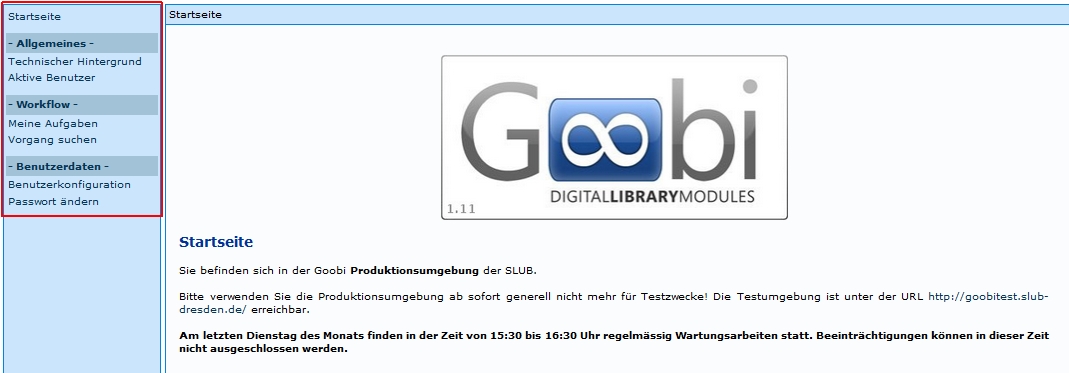 Startseite
- Allgemeines -
Technischer Hintergrund
Aktive Benutzer
- Workflow -
Meine Aufgaben
Vorgang suchen
- Benutzerdaten -
Benutzerkonfiguration
Passwort ändern
Startseite
Goobi
DIGITALLIBRARYMODULES
1.11
Startseite
Sie befinden sich in der Goobi Produktionsumgebung der SLUB.
Bitte verwenden Sie die Produktionsumgebung ab sofort generell nicht mehr für Testzwecke! Die Testumgebung ist unter der URL http://goobitest.slub-
dresden.de/ erreichbar.
Am letzten Dienstag des Monats finden in der Zeit von 15:30 bis 16:30 Uhr regelmässig Wartungsarbeiten statt. Beeinträchtigungen können in dieser Zeit
nicht ausgeschlossen werden.